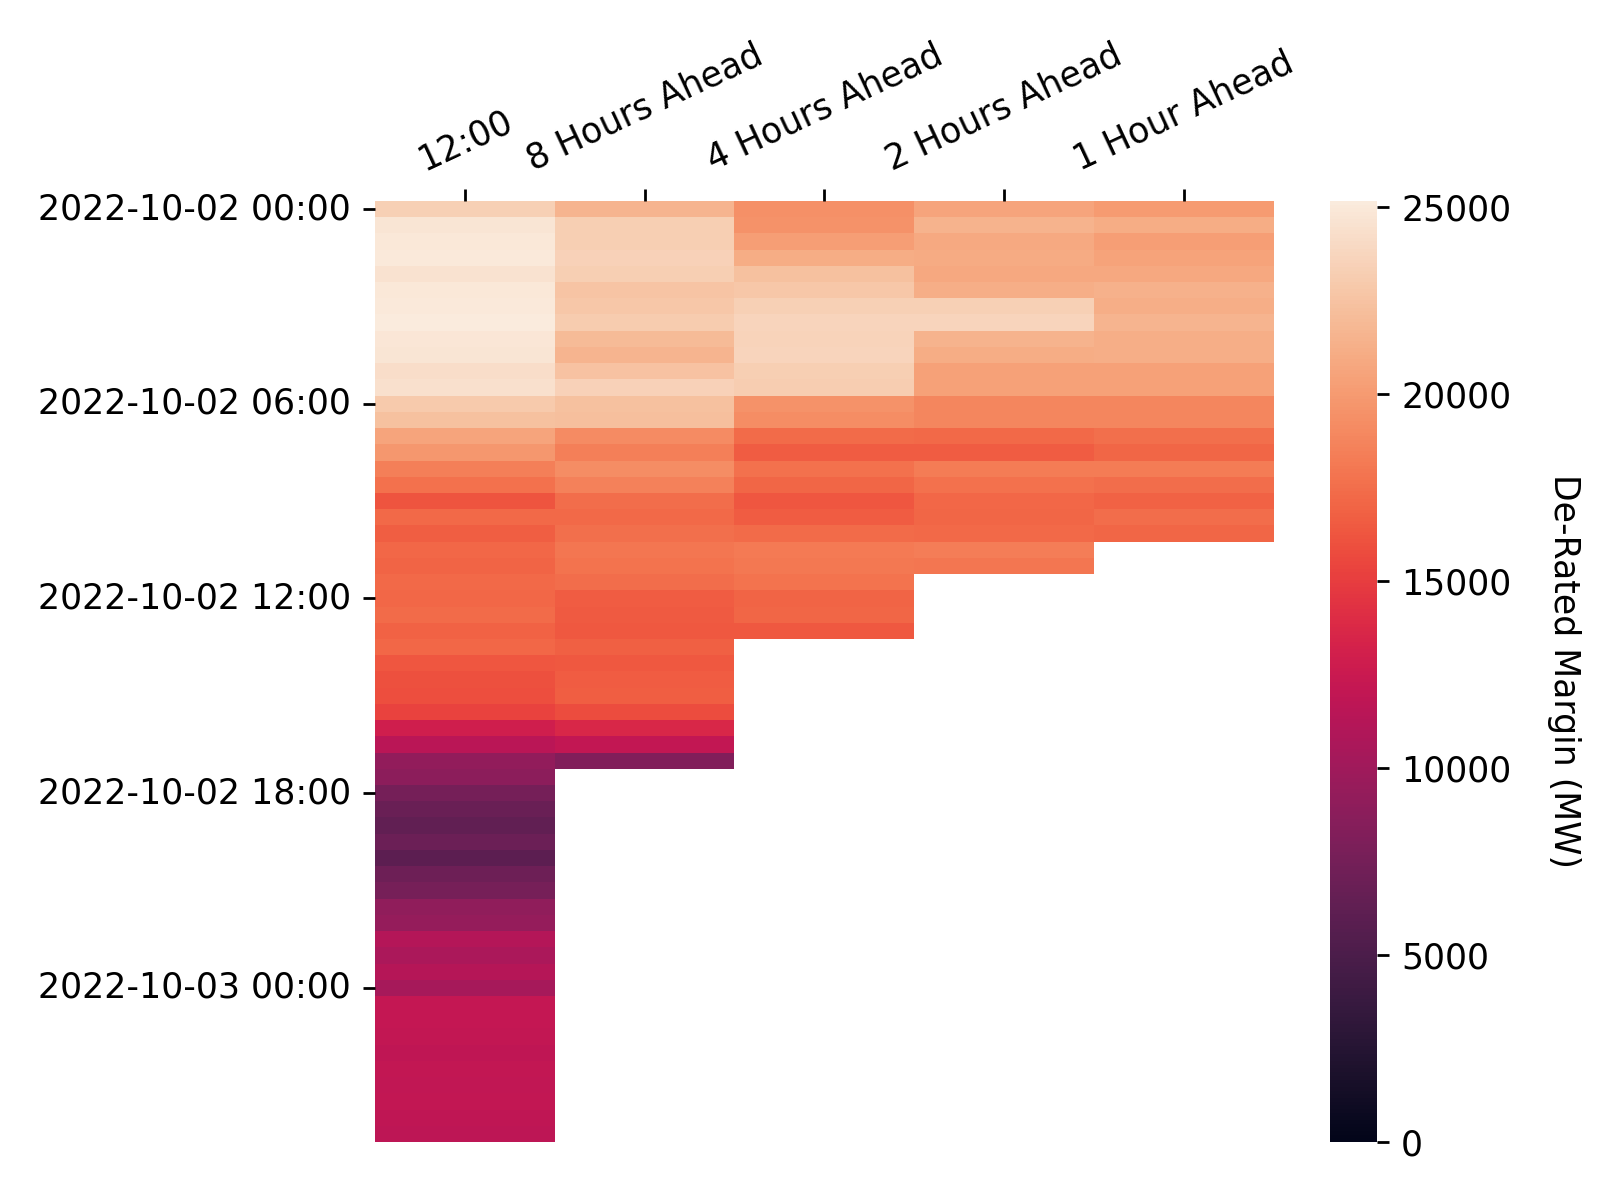 12:00
8 Hours Ahead
4 Hours Ahead
2 Hours Ahead
1 Hour Ahead
2022-10-02 00:00
2022-10-02 06:00
2022-10-02 12:00
2022-10-02 18:00
2022-10-03 00:00
25000
20000
15000
10000
5000
0
De-Rated Margin (MW)